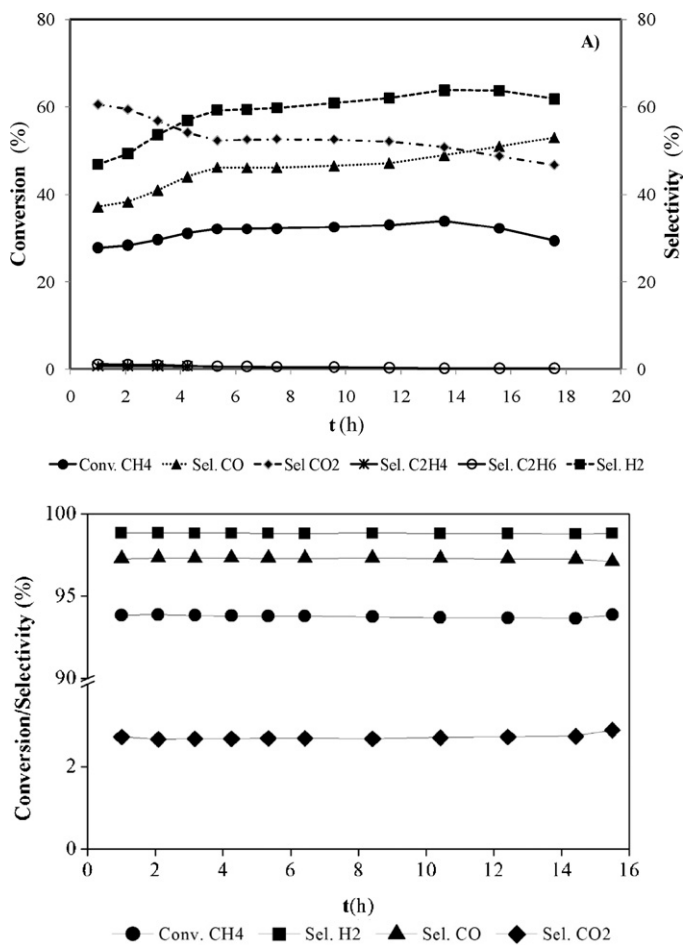 A)
80
60
40
20
0
80
60
40
20
0
Conversion (%)
Selectivity (%)
0 2 4 6 8 10 12 14 16 18 20
t (h)
Conv. CH4 Sel. CO Sel CO2 Sel. C2H4 Sel. C2H6 Sel. H2
100
95
90
2
0
Conversion/Selectivity (%)
0 2 4 6 8 10 12 14 16
t(h)
Conv. CH4 Sel. H2 Sel. CO Sel. CO2